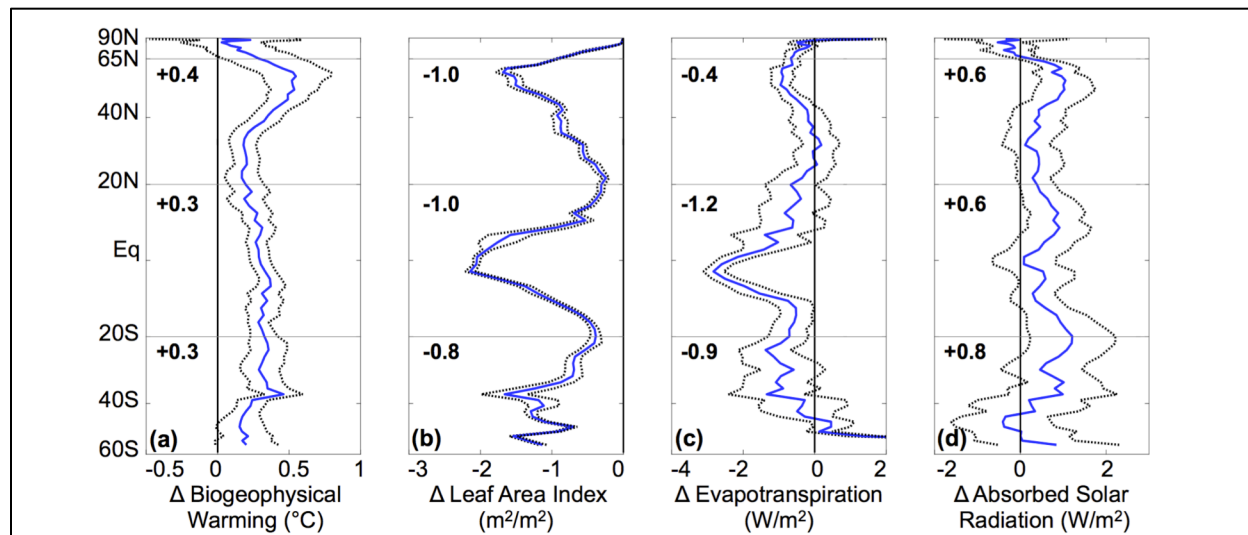 90N
65N
40N
20N
Eq
20S
40S
60S
+0.4
+0.3
+0.3
(a)
-0.5 0 0.5 1
Δ Biogeophysical
Warming (°C)
-1.0
-1.0
-0.8
(b)
-3 -2 -1 0
Δ Leaf Area Index
(m²/m²)
-0.4
-1.2
-0.9
(c)
-4 -2 0 2
Δ Evapotranspiration
(W/m²)
+0.6
+0.6
+0.8
(d)
-2 0 2
Δ Absorbed Solar
Radiation (W/m²)